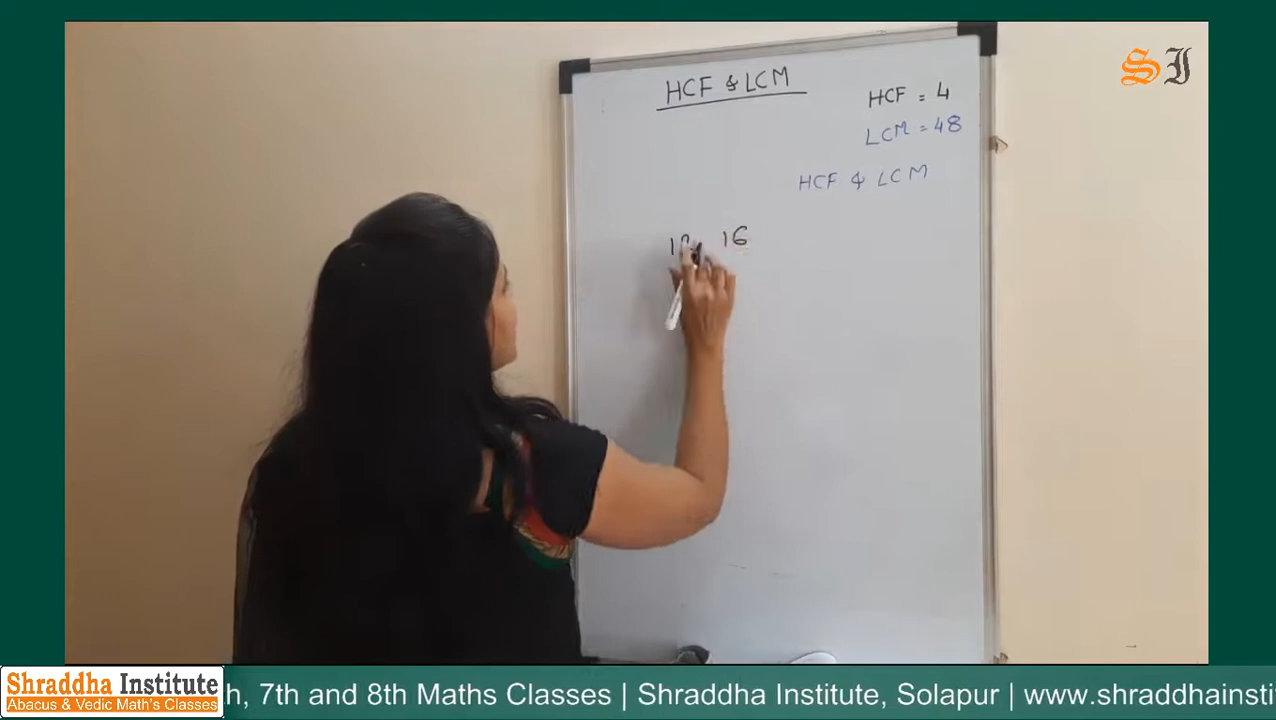 SI
HCF & LCM
HCF = 4
LCM = 48
HCF & LCM
16
Shraddha Institute
Abacus & Vedic Math's Classes
h, 7th and 8th Maths Classes | Shraddha Institute, Solapur | www.shraddhainsti